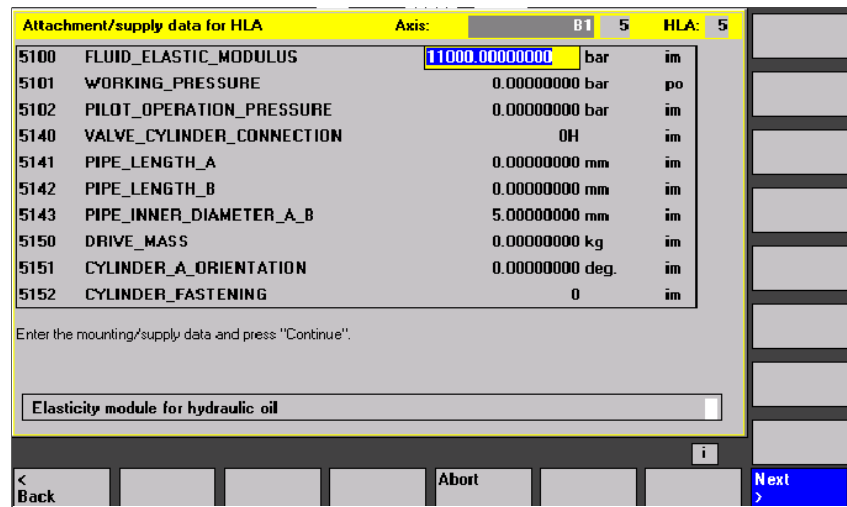 Attachment/supply data for HLA Axis: B1 5 HLA: 5
5100 FLUID_ELASTIC_MODULUS 11000.00000000 bar im
5101 WORKING_PRESSURE 0.00000000 bar po
5102 PILOT_OPERATION_PRESSURE 0.00000000 bar im
5140 VALVE_CYLINDER_CONNECTION 0H im
5141 PIPE_LENGTH_A 0.00000000 mm im
5142 PIPE_LENGTH_B 0.00000000 mm im
5143 PIPE_INNER_DIAMETER_A_B 5.00000000 mm im
5150 DRIVE_MASS 0.00000000 kg im
5151 CYLINDER_A_ORIENTATION 0.00000000 deg. im
5152 CYLINDER_FASTENING 0 im
Enter the mounting/supply data and press "Continue".
Elasticity module for hydraulic oil
i
< Abort Next
Back >